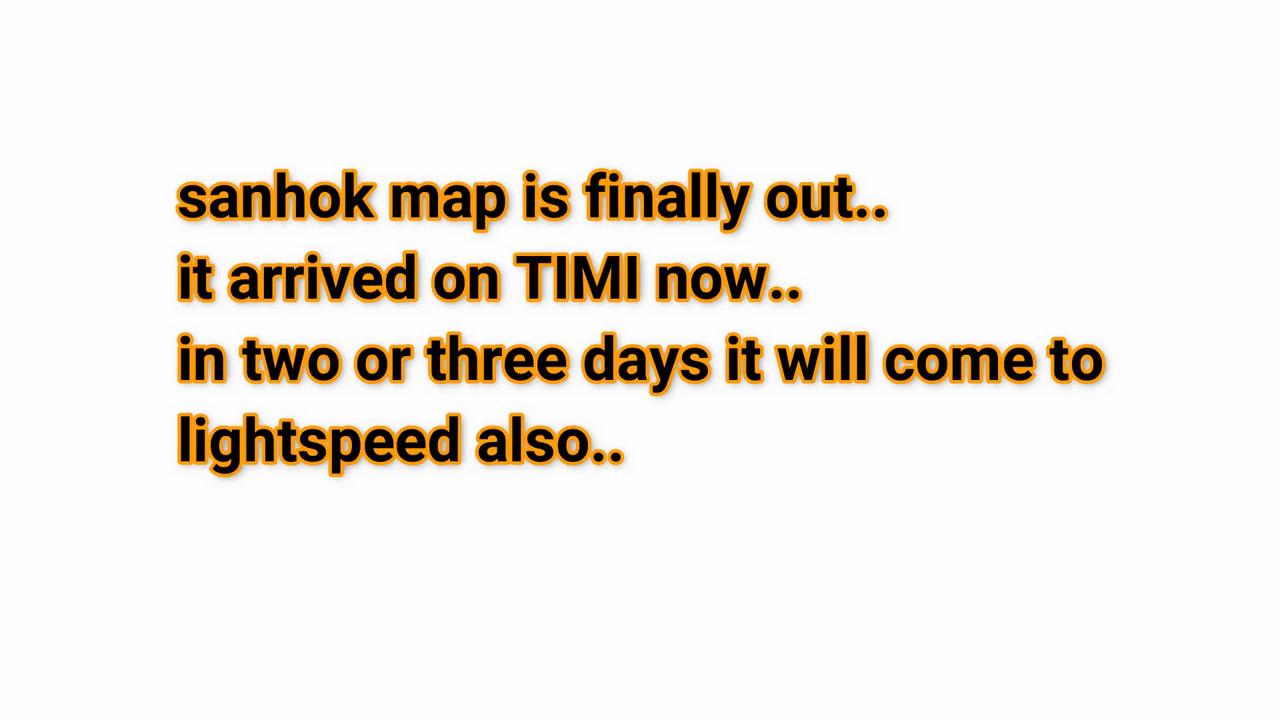 sanhok map is finally out..
it arrived on TIMI now..
in two or three days it will come to
lightspeed also..